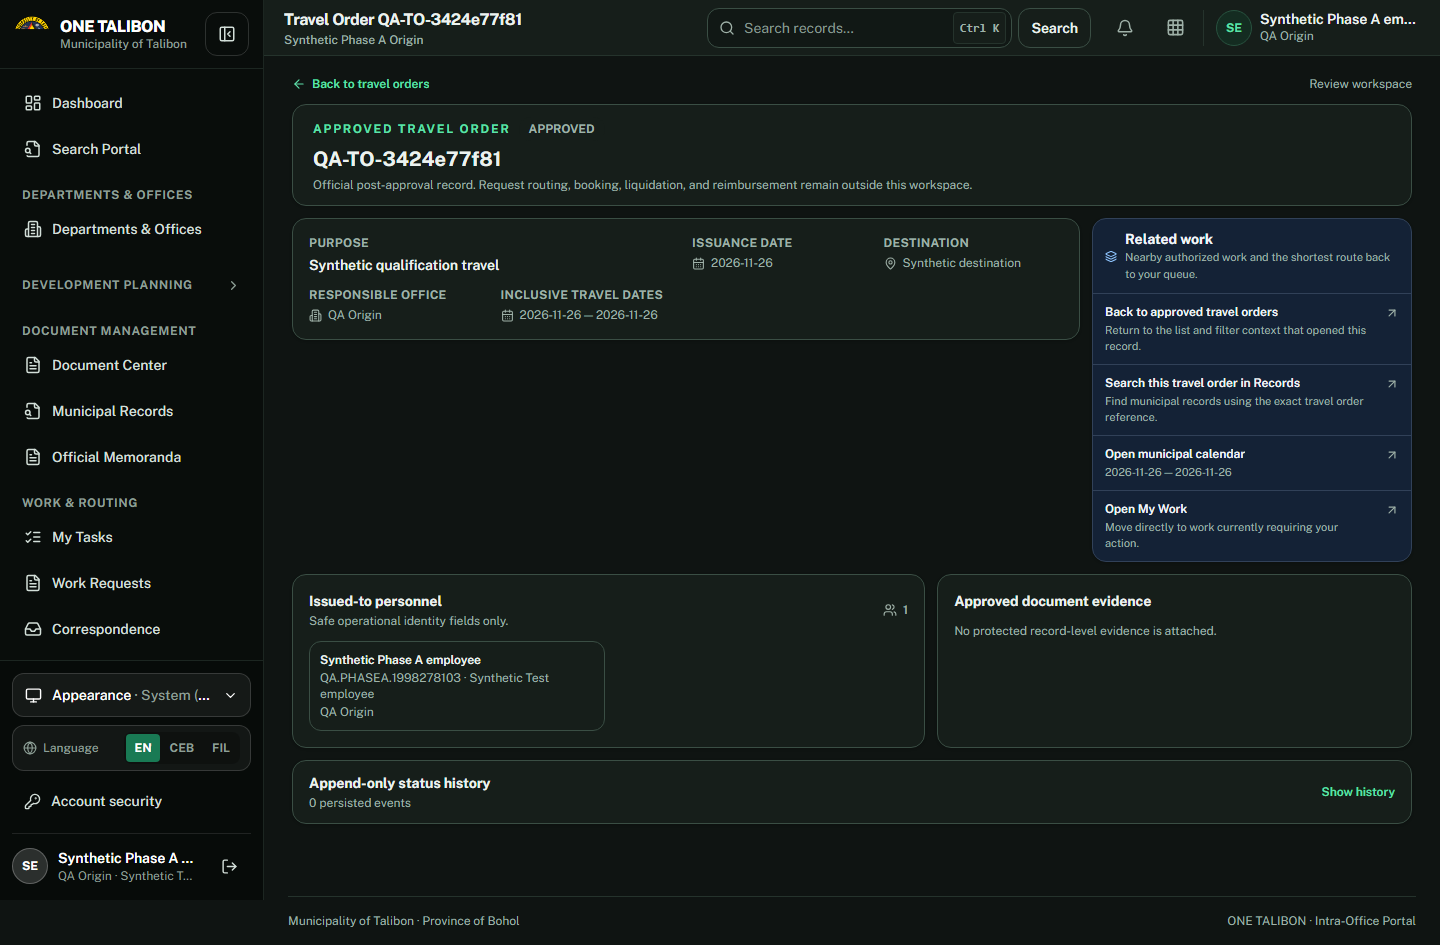 ONE TALIBON
Municipality of Talibon
Travel Order QA-TO-3424e77f81
Synthetic Phase A Origin
Search records...
Ctrl K
Search
SE
Synthetic Phase A em...
QA Origin
Dashboard
Search Portal
DEPARTMENTS & OFFICES
Departments & Offices
DEVELOPMENT PLANNING
DOCUMENT MANAGEMENT
Document Center
Municipal Records
Official Memoranda
WORK & ROUTING
My Tasks
Work Requests
Correspondence
Appearance · System (...
Language
EN
CEB
FIL
Account security
SE
Synthetic Phase A ...
QA Origin · Synthetic T...
Back to travel orders
Review workspace
APPROVED TRAVEL ORDER
APPROVED
QA-TO-3424e77f81
Official post-approval record. Request routing, booking, liquidation, and reimbursement remain outside this workspace.
PURPOSE
Synthetic qualification travel
ISSUANCE DATE
2026-11-26
DESTINATION
Synthetic destination
RESPONSIBLE OFFICE
QA Origin
INCLUSIVE TRAVEL DATES
2026-11-26 — 2026-11-26
Related work
Nearby authorized work and the shortest route back
to your queue.
Back to approved travel orders
Return to the list and filter context that opened this
record.
Search this travel order in Records
Find municipal records using the exact travel order
reference.
Open municipal calendar
2026-11-26 — 2026-11-26
Open My Work
Move directly to work currently requiring your
action.
Issued-to personnel
Safe operational identity fields only.
1
Synthetic Phase A employee
QA.PHASEA.1998278103 · Synthetic Test
employee
QA Origin
Approved document evidence
No protected record-level evidence is attached.
Append-only status history
0 persisted events
Show history
Municipality of Talibon · Province of Bohol
ONE TALIBON · Intra-Office Portal